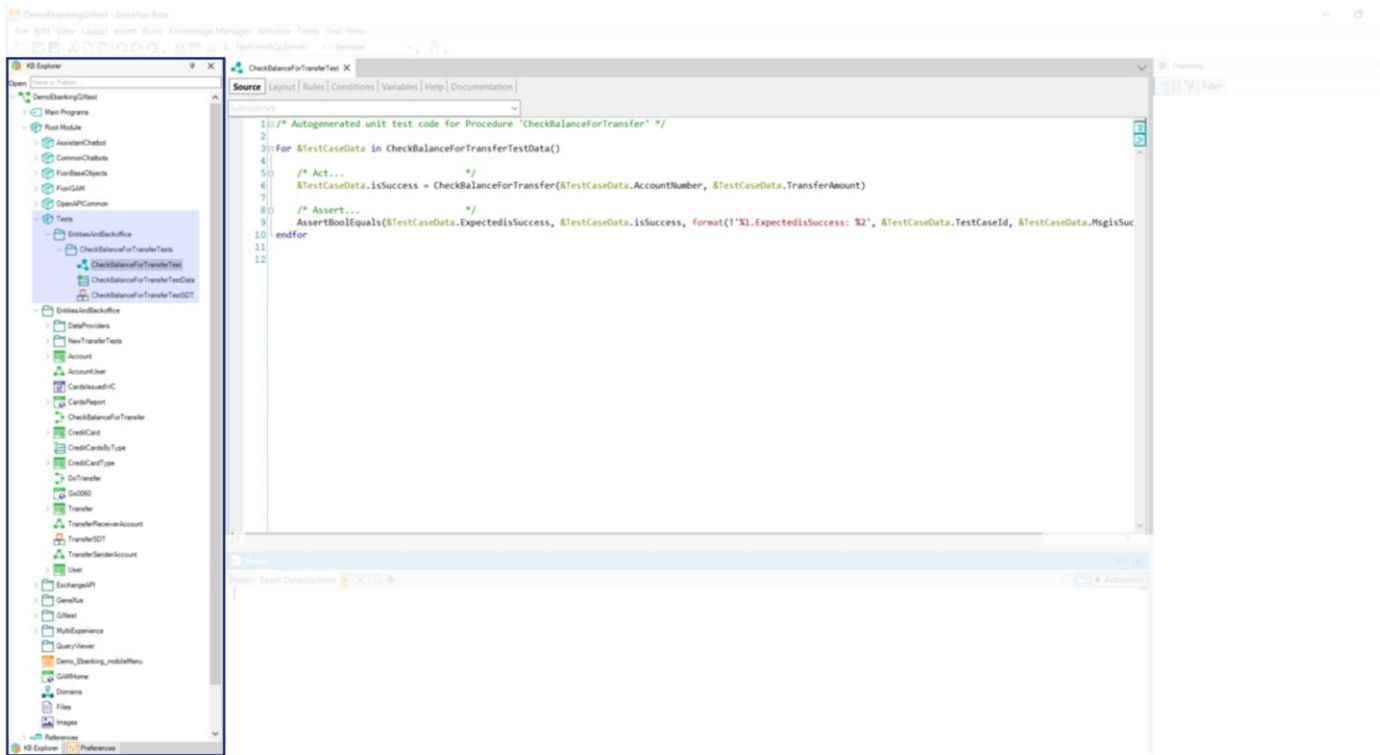 DemoEbankingGXtest - GeneXus Beta
File Edit View Layout Insert Build Knowledge Manager Window Tools Test Help
NetCoreSQLServer Release
KB Explorer
CheckBalanceForTransferTest X
Properties
Open: Name or Pattern
Filter
DemoEbankingGXtest
Main Programs
Root Module
AssistantChatbot
CommonChatbots
FioriBaseObjects
FioriGAM
OpenAPICommon
Tests
EntitiesAndBackoffice
CheckBalanceForTransferTests
CheckBalanceForTransferTest
CheckBalanceForTransferTestData
CheckBalanceForTransferTestSDT
EntitiesAndBackoffice
DataProviders
NewTransferTests
Account
AccountUser
CardsIssuedVC
CardsReport
CheckBalanceForTransfer
CreditCard
CreditCardsByType
CreditCardType
DoTransfer
Gx0060
Transfer
TransferReceiverAccount
TransferSDT
TransferSenderAccount
User
ExchangeAPI
GeneXus
GXtest
MultiExperience
QueryViewer
Demo_Ebanking_mobileMenu
GAMHome
Domains
Files
Images
References
KB Explorer Preferences
Source | Layout | Rules | Conditions | Variables | Help | Documentation |
Subroutines
1 /* Autogenerated unit test code for Procedure 'CheckBalanceForTransfer' */
2
3 For &TestCaseData in CheckBalanceForTransferTestData()
4
5 /* Act... */
6 &TestCaseData.isSuccess = CheckBalanceForTransfer(&TestCaseData.AccountNumber, &TestCaseData.TransferAmount)
7
8 /* Assert... */
9 AssertBoolEquals(&TestCaseData.ExpectedisSuccess, &TestCaseData.isSuccess, format(!'%1.ExpectedisSuccess: %2', &TestCaseData.TestCaseId, &TestCaseData.MsgisSuc
10 endfor
11
12
Output
Show: Team Development
Autoscroll